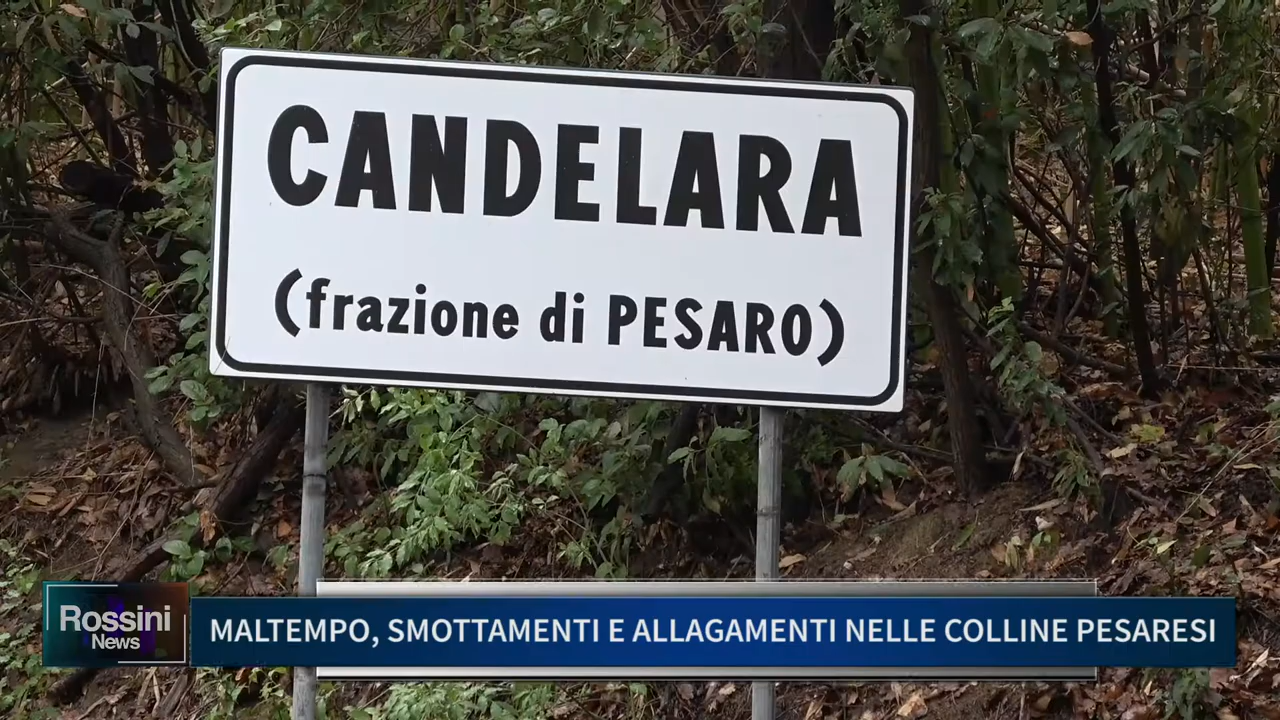 CANDELARA
(frazione di PESARO)
Rossini
News
MALTEMPO, SMOTTAMENTI E ALLAGAMENTI NELLE COLLINE PESARESI